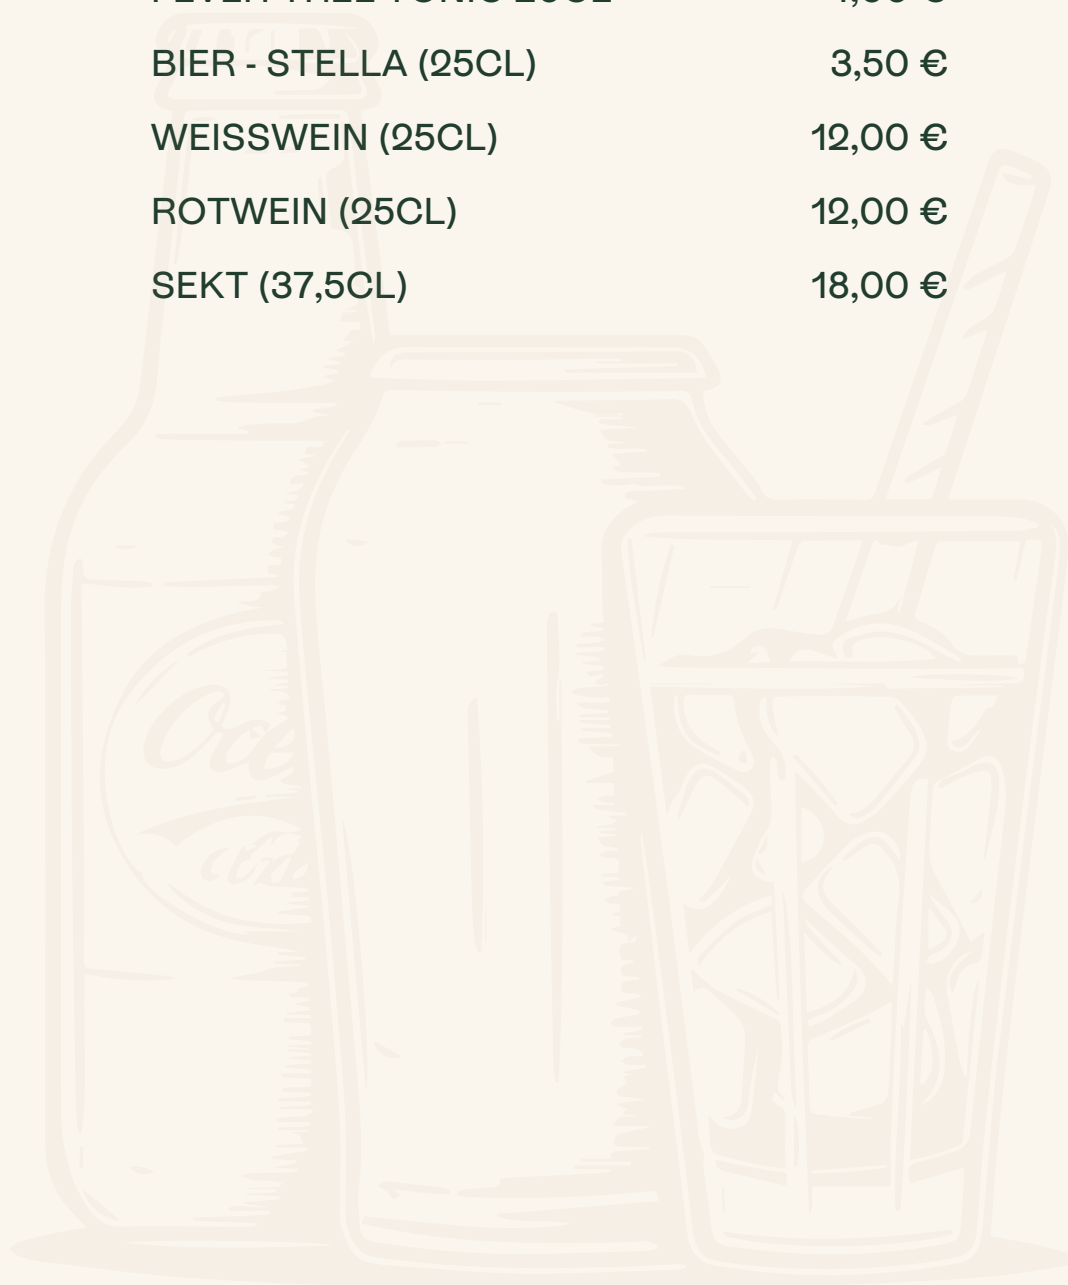 BIER - STELLA (25CL) 3,50 €
WEISSWEIN (25CL) 12,00 €
ROTWEIN (25CL) 12,00 €
SEKT (37,5CL) 18,00 €